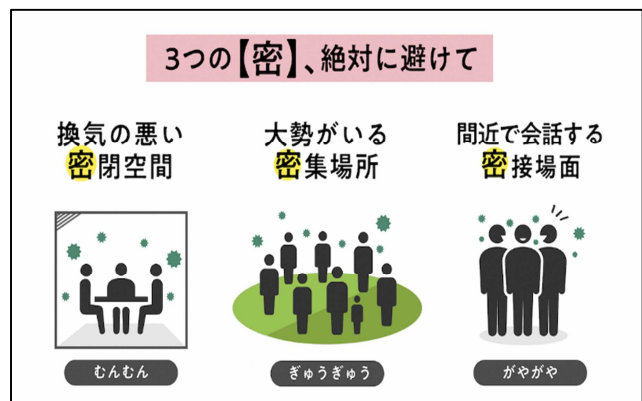 3つの【密】、絶対に避けて
換気の悪い
密閉空間
大勢がいる
密集場所
間近で会話する
密接場面
むんむん
ぎゅうぎゅう
がやがや